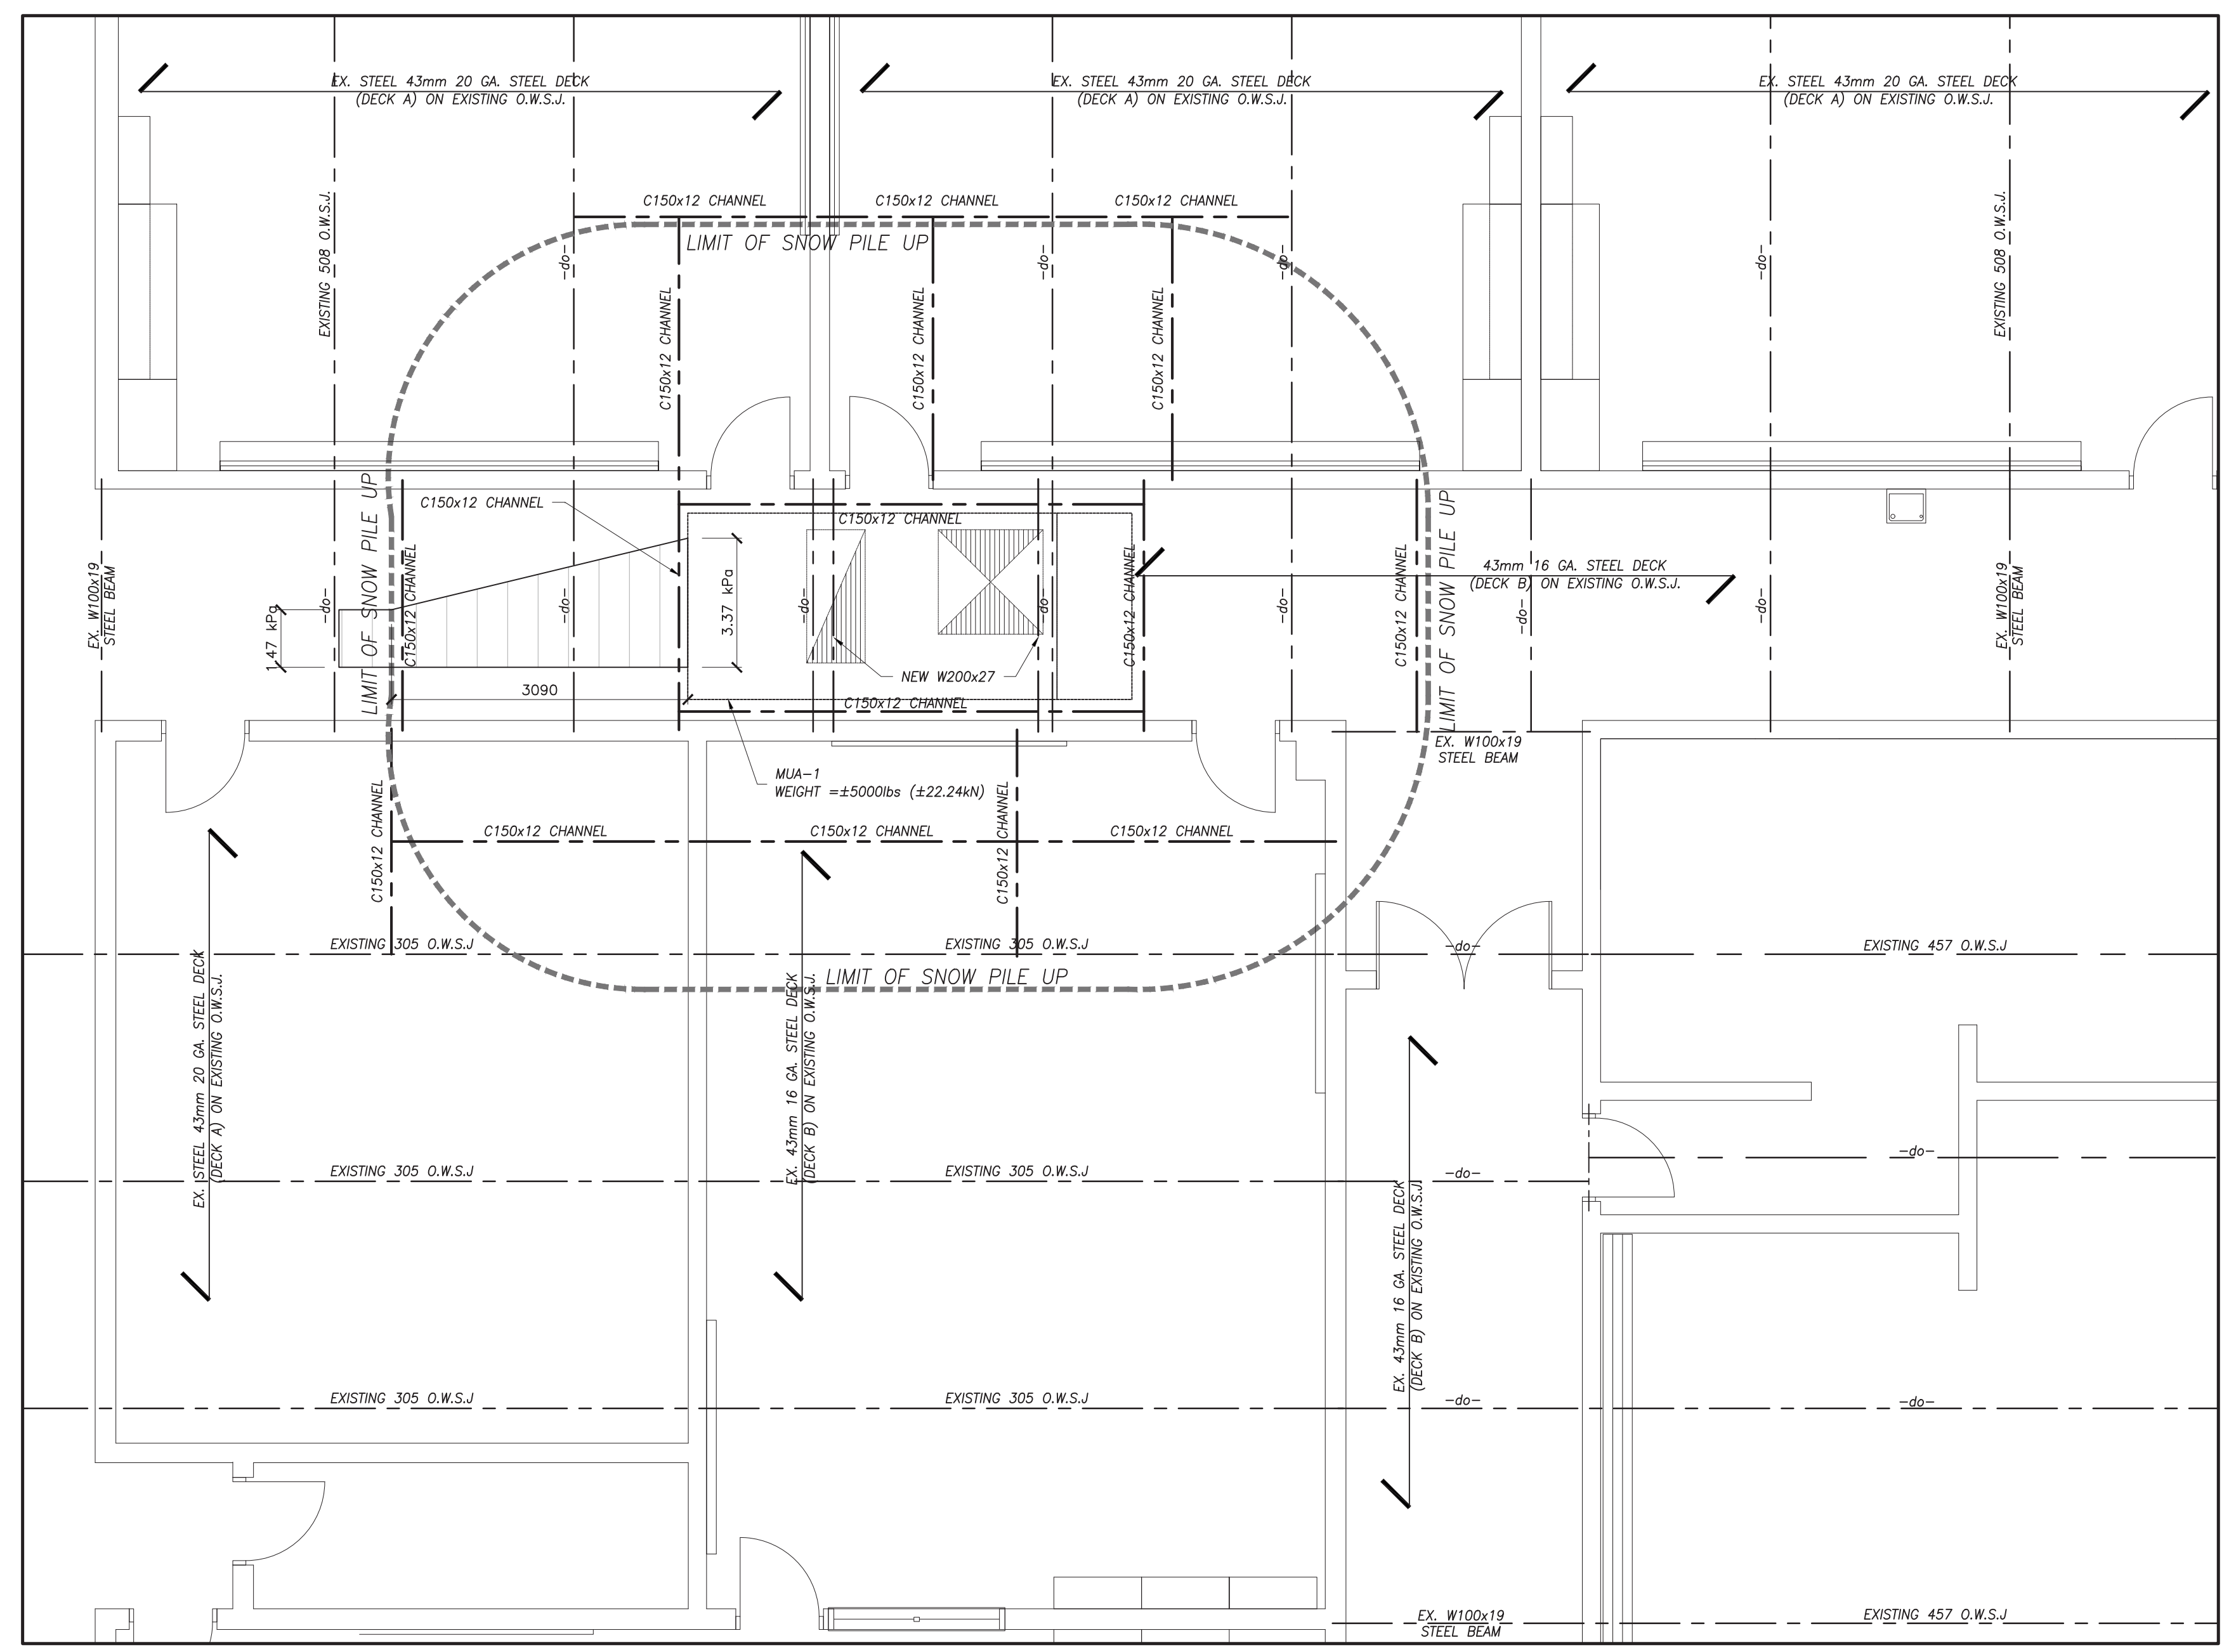 EX. STEEL 43mm 20 GA. STEEL DECK
(DECK A) ON EXISTING O.W.S.J.
EX. STEEL 43mm 20 GA. STEEL DECK
(DECK A) ON EXISTING O.W.S.J.
EX. STEEL 43mm 20 GA. STEEL DECK
(DECK A) ON EXISTING O.W.S.J.
C150x12 CHANNEL
C150x12 CHANNEL
C150x12 CHANNEL
LIMIT OF SNOW PILE UP
EXISTING 508 O.W.S.J.
-do-
-do-
-do-
-do-
EXISTING 508 O.W.S.J.
C150x12 CHANNEL
C150x12 CHANNEL
C150x12 CHANNEL
C150x12 CHANNEL
C150x12 CHANNEL
LIMIT OF SNOW PILE UP
LIMIT OF SNOW PILE UP
EX. W100x19
STEEL BEAM
1.47 kPa
-do-
C150x12 CHANNEL
-do-
3.37 kPa
-do-
-do-
C150x12 CHANNEL
43mm 16 GA. STEEL DECK
(DECK B) ON EXISTING O.W.S.J.
-do-
C150x12 CHANNEL
-do-
-do-
EX. W100x19
STEEL BEAM
NEW W200x27
3090
C150x12 CHANNEL
EX. W100x19
STEEL BEAM
MUA-1
WEIGHT =±5000lbs (±22.24kN)
C150x12 CHANNEL
C150x12 CHANNEL
C150x12 CHANNEL
C150x12 CHANNEL
C150x12 CHANNEL
EXISTING 305 O.W.S.J
EXISTING 305 O.W.S.J
-do-
EXISTING 457 O.W.S.J
LIMIT OF SNOW PILE UP
EX. STEEL 43mm 20 GA. STEEL DECK
(DECK A) ON EXISTING O.W.S.J.
EX. 43mm 16 GA. STEEL DECK
(DECK B) ON EXISTING O.W.S.J.
-do-
EXISTING 305 O.W.S.J
EXISTING 305 O.W.S.J
-do-
EX. 43mm 16 GA. STEEL DECK
(DECK B) ON EXISTING O.W.S.J.
EXISTING 305 O.W.S.J
EXISTING 305 O.W.S.J
-do-
-do-
EX. W100x19
STEEL BEAM
EXISTING 457 O.W.S.J